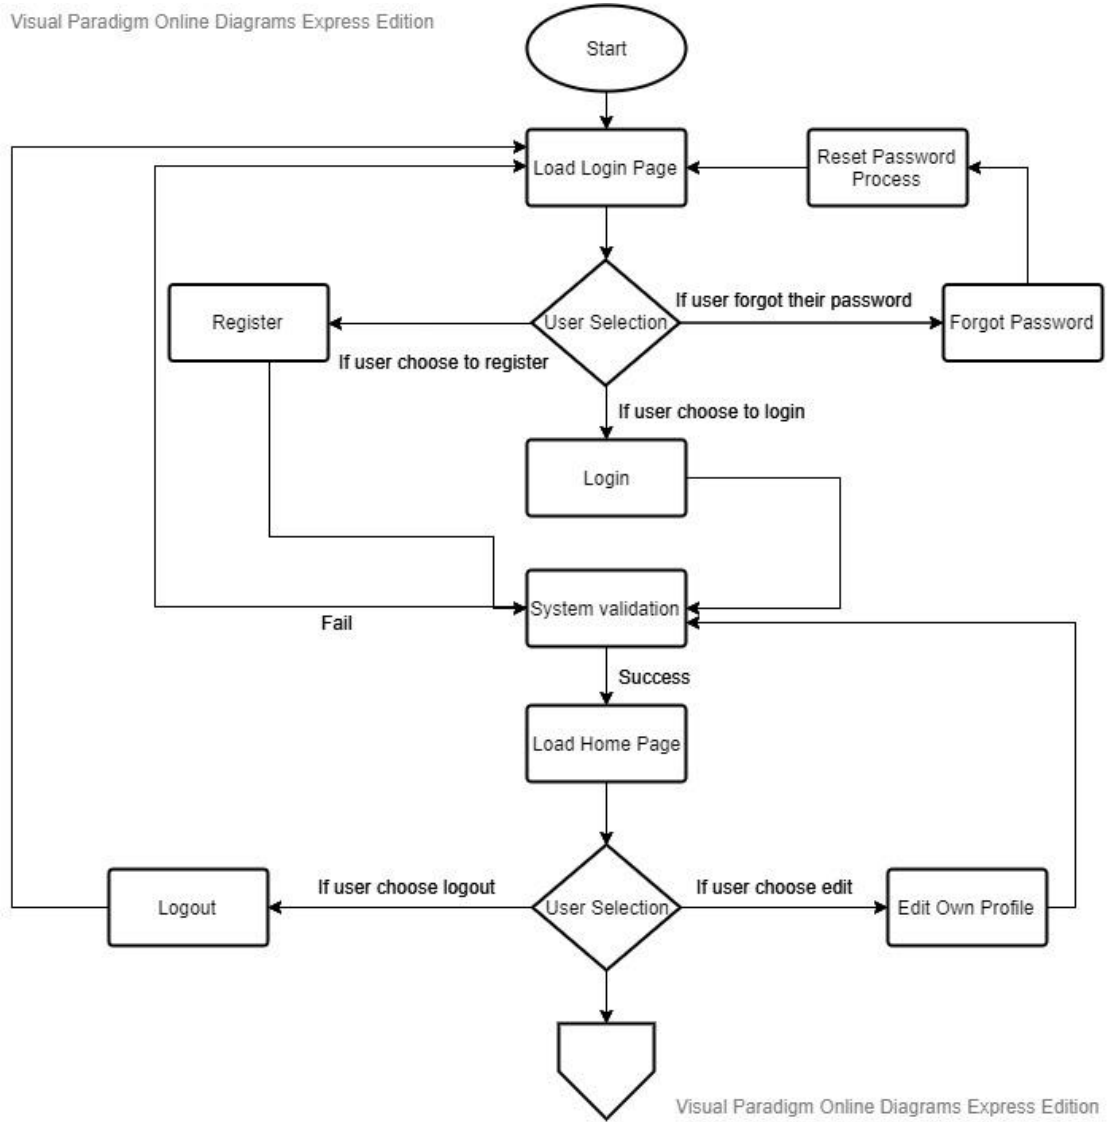 Visual Paradigm Online Diagrams Express Edition
Start
Load Login Page
Reset Password
Process
Register
User Selection
If user forgot their password
Forgot Password
If user choose to register
If user choose to login
Login
System validation
Fail
Success
Load Home Page
Logout
If user choose logout
User Selection
If user choose edit
Edit Own Profile
Visual Paradigm Online Diagrams Express Edition